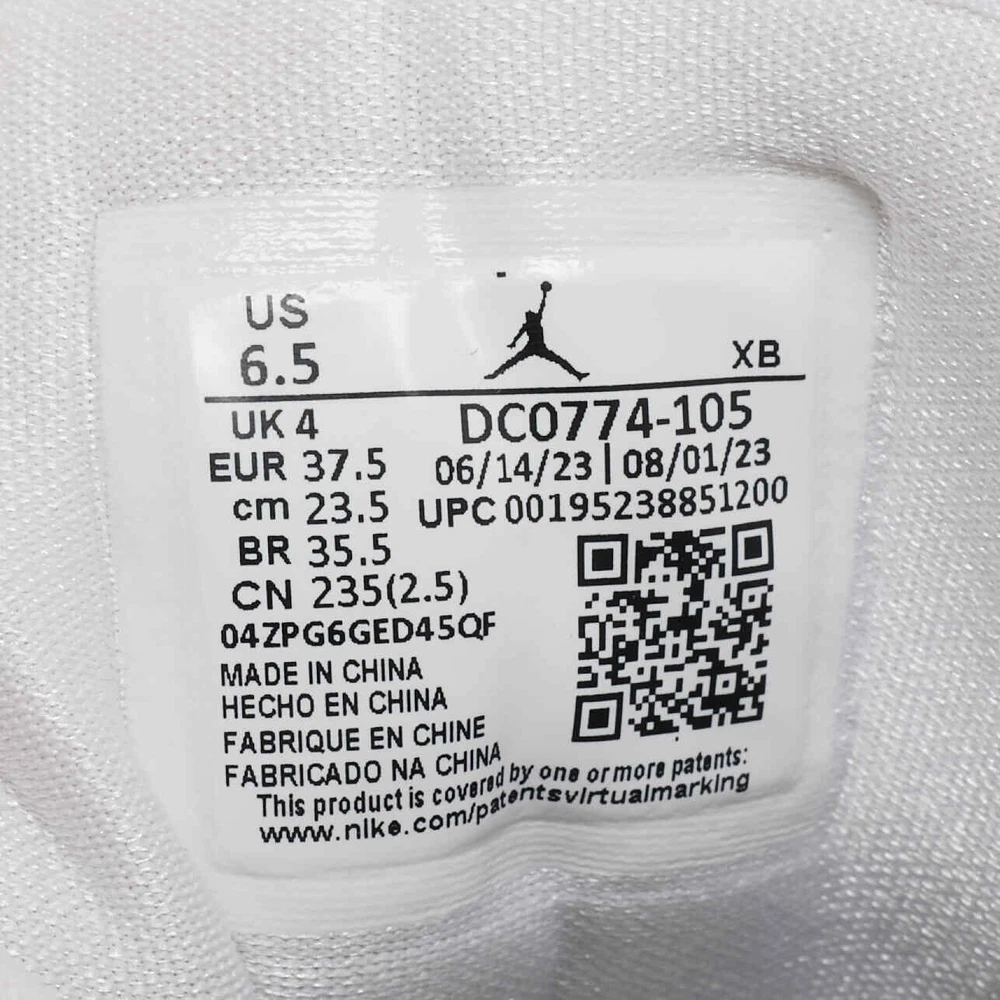 US
6.5
XB
UK 4
DC0774-105
EUR 37.5
06/14/23 | 08/01/23
cm 23.5
UPC 00195238851200
BR 35.5
CN 235(2.5)
04ZPG6GED45QF
MADE IN CHINA
HECHO EN CHINA
FABRIQUE EN CHINE
FABRICADO NA CHINA
This product is covered by one or more patents:
www.nike.com/patentsvirtualmarking